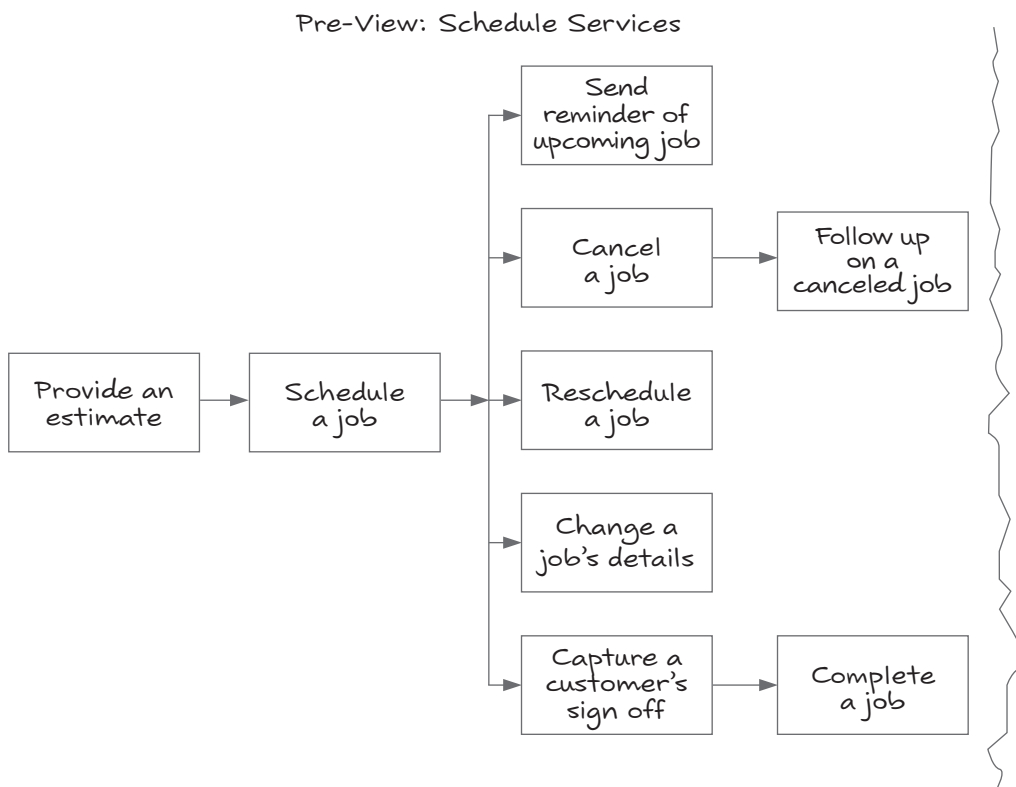 Pre-View: Schedule Services
Send
reminder of
upcoming job
Cancel
a job
Follow up
on a
canceled job
Provide an
estimate
Schedule
a job
Reschedule
a job
Change a
job's details
Capture a
customer's
sign off
Complete
a job